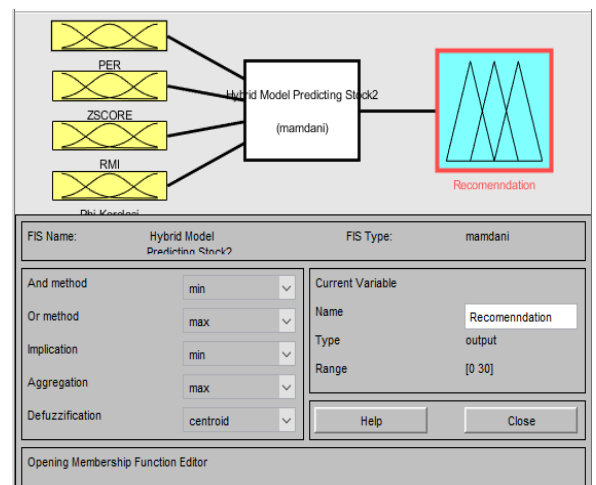 PER
ZSCORE
RMI
Hybrid Model Predicting Stock2
(mamdani)
Recomenndation
FIS Name:
Hybrid Model
Predicting Stock2
FIS Type:
mamdani
And method
min
Or method
max
Implication
min
Aggregation
max
Defuzzification
centroid
Current Variable
Name
Recomenndation
Type
output
Range
[0 30]
Help
Close
Opening Membership Function Editor